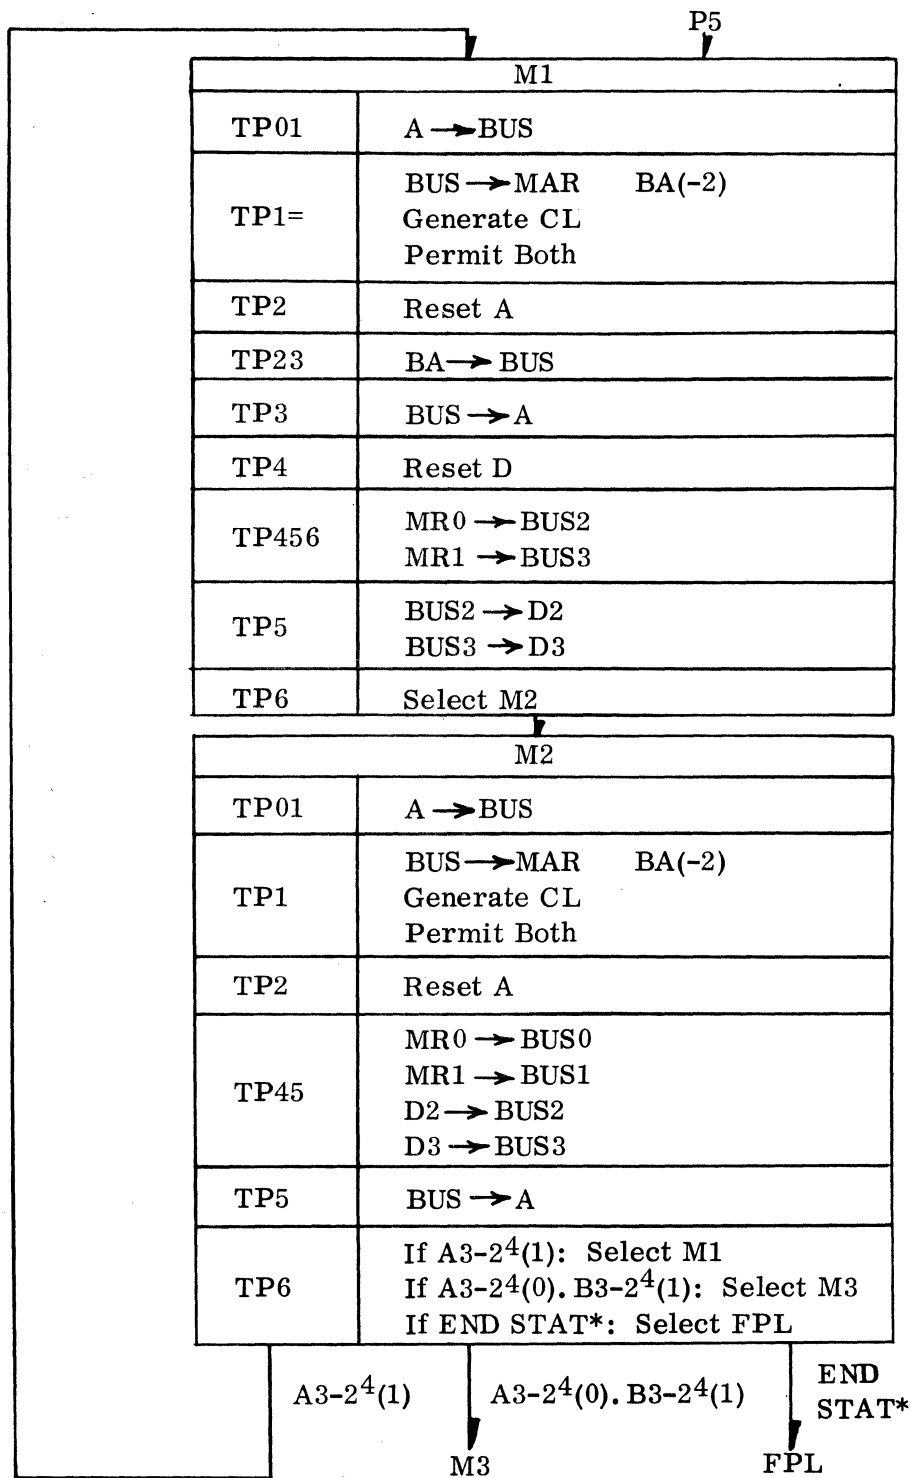 P5
M1
TP01 A → BUS
TP1= BUS → MAR BA(-2)
Generate CL
Permit Both
TP2 Reset A
TP23 BA → BUS
TP3 BUS → A
TP4 Reset D
TP456 MR0 → BUS2
MR1 → BUS3
TP5 BUS2 → D2
BUS3 → D3
TP6 Select M2
M2
TP01 A → BUS
TP1 BUS → MAR BA(-2)
Generate CL
Permit Both
TP2 Reset A
TP45 MR0 → BUS0
MR1 → BUS1
D2 → BUS2
D3 → BUS3
TP5 BUS → A
TP6 If A3-2⁴(1): Select M1
If A3-2⁴(0). B3-2⁴(1): Select M3
If END STAT*: Select FPL
A3-2⁴(1) A3-2⁴(0). B3-2⁴(1) END
STAT*
M3 FPL